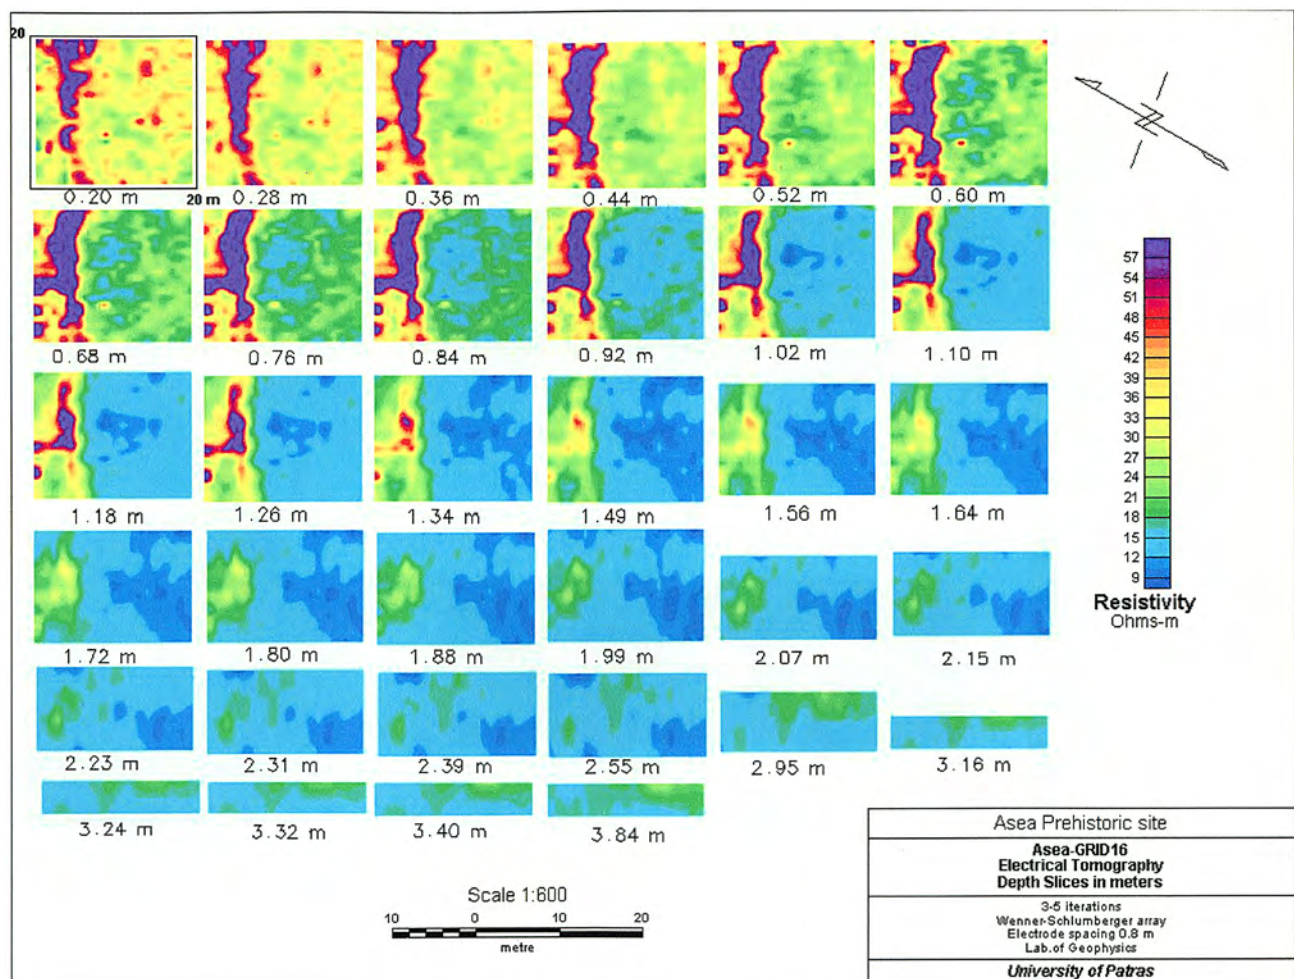 20
0.20 m
20 m
0.28 m
0.36 m
0.44 m
0.52 m
0.60 m
0.68 m
0.76 m
0.84 m
0.92 m
1.02 m
1.10 m
1.18 m
1.26 m
1.34 m
1.49 m
1.56 m
1.64 m
1.72 m
1.80 m
1.88 m
1.99 m
2.07 m
2.15 m
2.23 m
2.31 m
2.39 m
2.55 m
2.95 m
3.16 m
3.24 m
3.32 m
3.40 m
3.84 m
N
57
54
51
48
45
42
39
36
33
30
27
24
21
18
15
12
9
Resistivity
Ohms-m
Scale 1:600
10 0 10 20
metre
Asea Prehistoric site
Asea-GRID16
Electrical Tomography
Depth Slices in meters
3-5 iterations
Wenner-Schlumberger array
Electrode spacing 0.8 m
Lab.of Geophysics
University of Patras